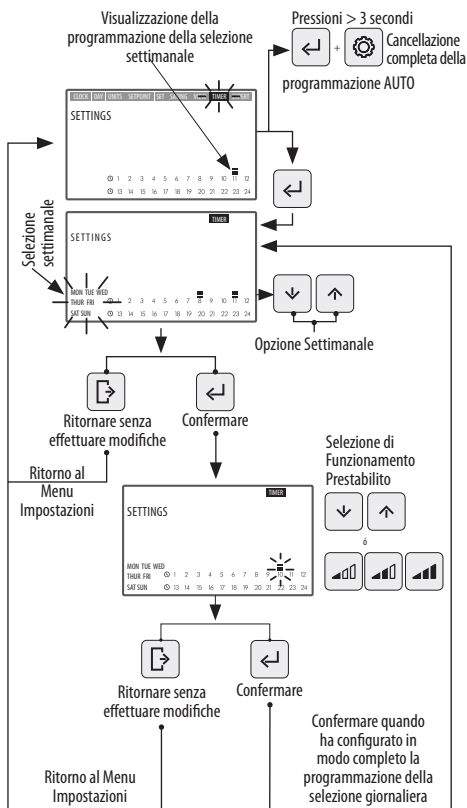 Visualizzazione della
programmazione della selezione
settimanale
Pressioni > 3 secondi
+
Cancellazione
completa della
programmazione AUTO
CLOCK DAY UNITS SETPOINT SET TIMER
SETTINGS
1 2 3 4 5 6 7 8 9 10 11 12
13 14 15 16 17 18 19 20 21 22 23 24
Selezione
settimanale
TIMER
SETTINGS
MON TUE WED
THUR FRI 1 2 3 4 5 6 7 8 9 10 11 12
SAT SUN 13 14 15 16 17 18 19 20 21 22 23 24
Opzione Settimanale
Ritornare senza
effettuare modifiche
Confermare
Ritorno al
Menu
Impostazioni
Selezione di
Funzionamento
Prestabilito
ó
TIMER
SETTINGS
MON TUE WED
THUR FRI 1 2 3 4 5 6 7 8 9 10 11 12
SAT SUN 13 14 15 16 17 18 19 20 21 22 23 24
Ritornare senza
effettuare modifiche
Confermare
Ritorno al Menu
Impostazioni
Confermare quando
ha configurato in
modo completo la
programmazione della
selezione giornaliera